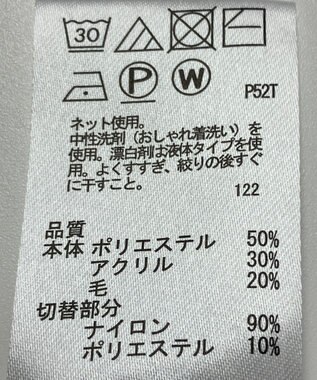 30
P W
P52T
ネット使用。
中性洗剤（おしゃれ着洗い）を
使用。漂白剤は液体タイプを使
用。よくすすぎ、絞りの後すぐ
に干すこと。
122
品質
本体 ポリエステル 50%
アクリル 30%
毛 20%
切替部分
ナイロン 90%
ポリエステル 10%